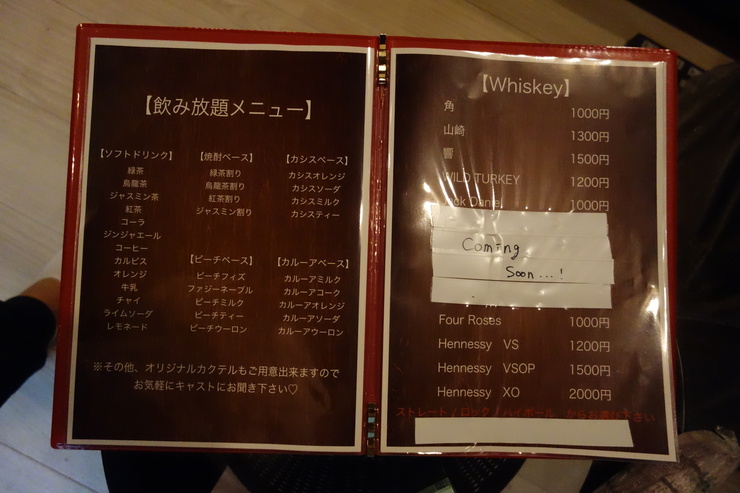 【飲み放題メニュー】
【ソフトドリンク】
緑茶
烏龍茶
ジャスミン茶
紅茶
コーラ
ジンジャエール
コーヒー
カルピス
オレンジ
牛乳
チャイ
ライムソーダ
レモネード
【焼酎ベース】
緑茶割り
烏龍茶割り
紅茶割り
ジャスミン割り
【カシスベース】
カシスオレンジ
カシスソーダ
カシスミルク
カシスティー
【ピーチベース】
ピーチフィズ
ファジーネーブル
ピーチミルク
ピーチティー
ピーチウーロン
【カルーアベース】
カルーアミルク
カルーアコーク
カルーアオレンジ
カルーアソーダ
カルーアウーロン
※その他、オリジナルカクテルもご用意出来ますので
お気軽にキャストにお聞き下さい♡
【Whiskey】
角 1000円
山崎 1300円
響 1500円
WILD TURKEY 1200円
Jack Daniel 1000円
Coming
Soon...!
Four Roses 1000円
Hennessy VS 1200円
Hennessy VSOP 1500円
Hennessy XO 2000円
ストレート / ロック / ハイボール からお選び下さい